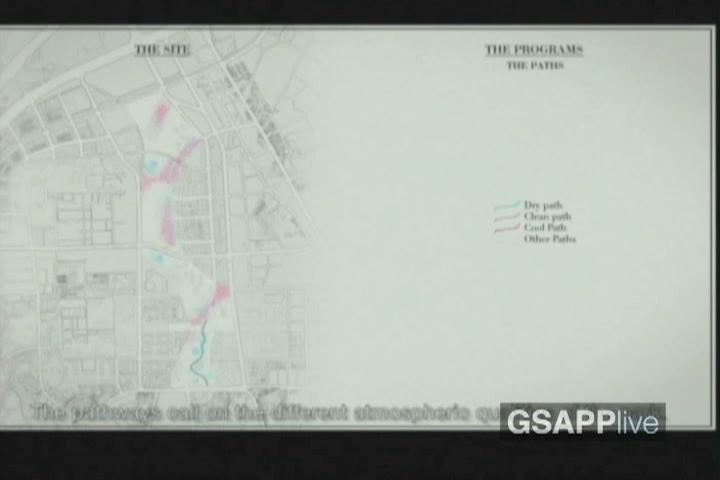 THE SITE
THE PROGRAMS
THE PATHS
Dry path
Clean path
Cool Path
Other Paths
The pathways call on the different atmospheric
GSAPPlive